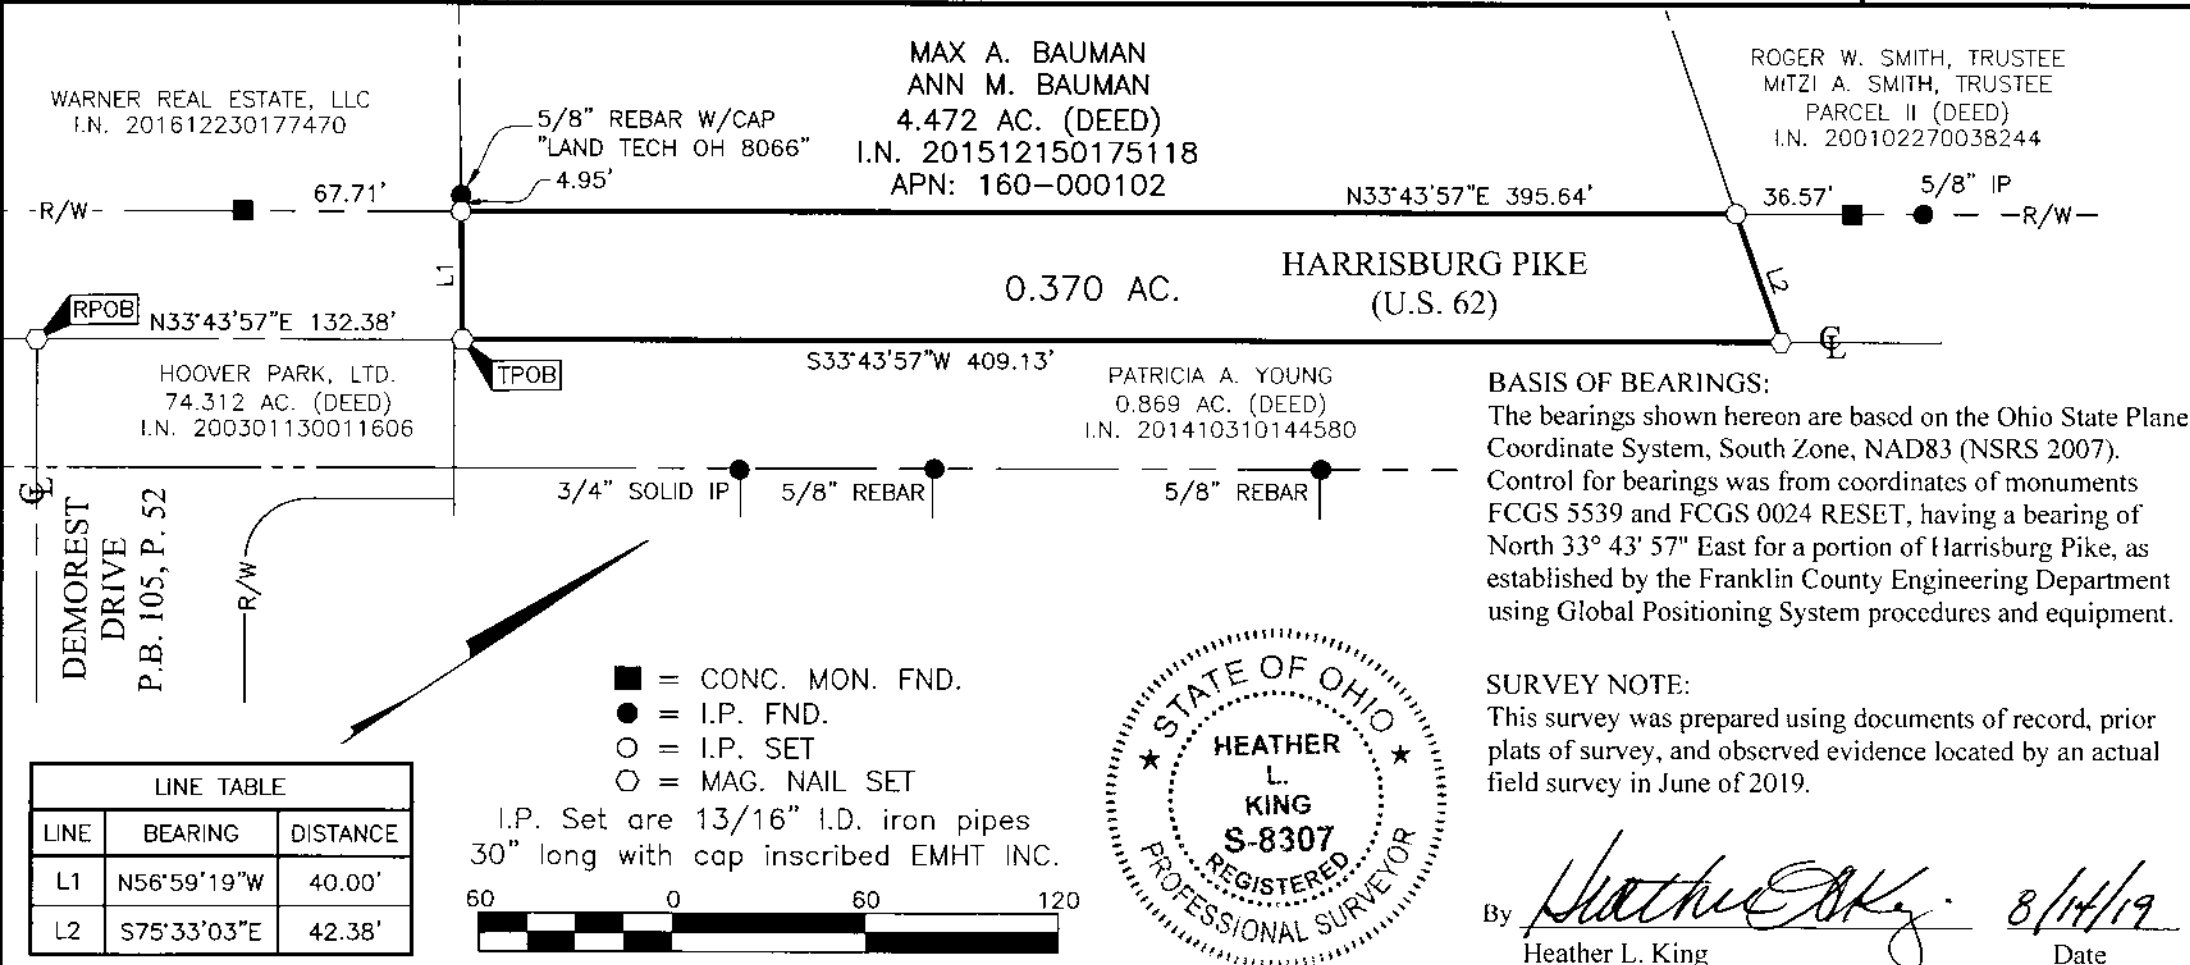 WARNER REAL ESTATE, LLC
I.N. 201612230177470
5/8" REBAR W/CAP
"LAND TECH OH 8066"
4.95'
MAX A. BAUMAN
ANN M. BAUMAN
4.472 AC. (DEED)
I.N. 201512150175118
APN: 160-000102
ROGER W. SMITH, TRUSTEE
MITZI A. SMITH, TRUSTEE
PARCEL II (DEED)
I.N. 200102270038244
-R/W-
67.71'
N33°43'57"E 395.64'
36.57'
5/8" IP
-R/W-
L1
0.370 AC.
HARRISBURG PIKE
(U.S. 62)
L2
RPOB
N33°43'57"E 132.38'
TPOB
S33°43'57"W 409.13'
CL
HOOVER PARK, LTD.
74.312 AC. (DEED)
I.N. 200301130011606
PATRICIA A. YOUNG
0.869 AC. (DEED)
I.N. 201410310144580
3/4" SOLID IP
5/8" REBAR
5/8" REBAR
CL
DEMOREST
DRIVE
P.B. 105, P. 52
R/W
BASIS OF BEARINGS:
The bearings shown hereon are based on the Ohio State Plane
Coordinate System, South Zone, NAD83 (NSRS 2007).
Control for bearings was from coordinates of monuments
FCGS 5539 and FCGS 0024 RESET, having a bearing of
North 33° 43' 57" East for a portion of Harrisburg Pike, as
established by the Franklin County Engineering Department
using Global Positioning System procedures and equipment.
SURVEY NOTE:
This survey was prepared using documents of record, prior
plats of survey, and observed evidence located by an actual
field survey in June of 2019.
= CONC. MON. FND.
= I.P. FND.
= I.P. SET
= MAG. NAIL SET
I.P. Set are 13/16" I.D. iron pipes
30" long with cap inscribed EMHT INC.
60 0 60 120
LINE TABLE
LINE BEARING DISTANCE
L1 N56°59'19"W 40.00'
L2 S75°33'03"E 42.38'
STATE OF OHIO
HEATHER
L.
KING
S-8307
REGISTERED
PROFESSIONAL SURVEYOR
By Heather L King 8/14/19
Heather L. King Date